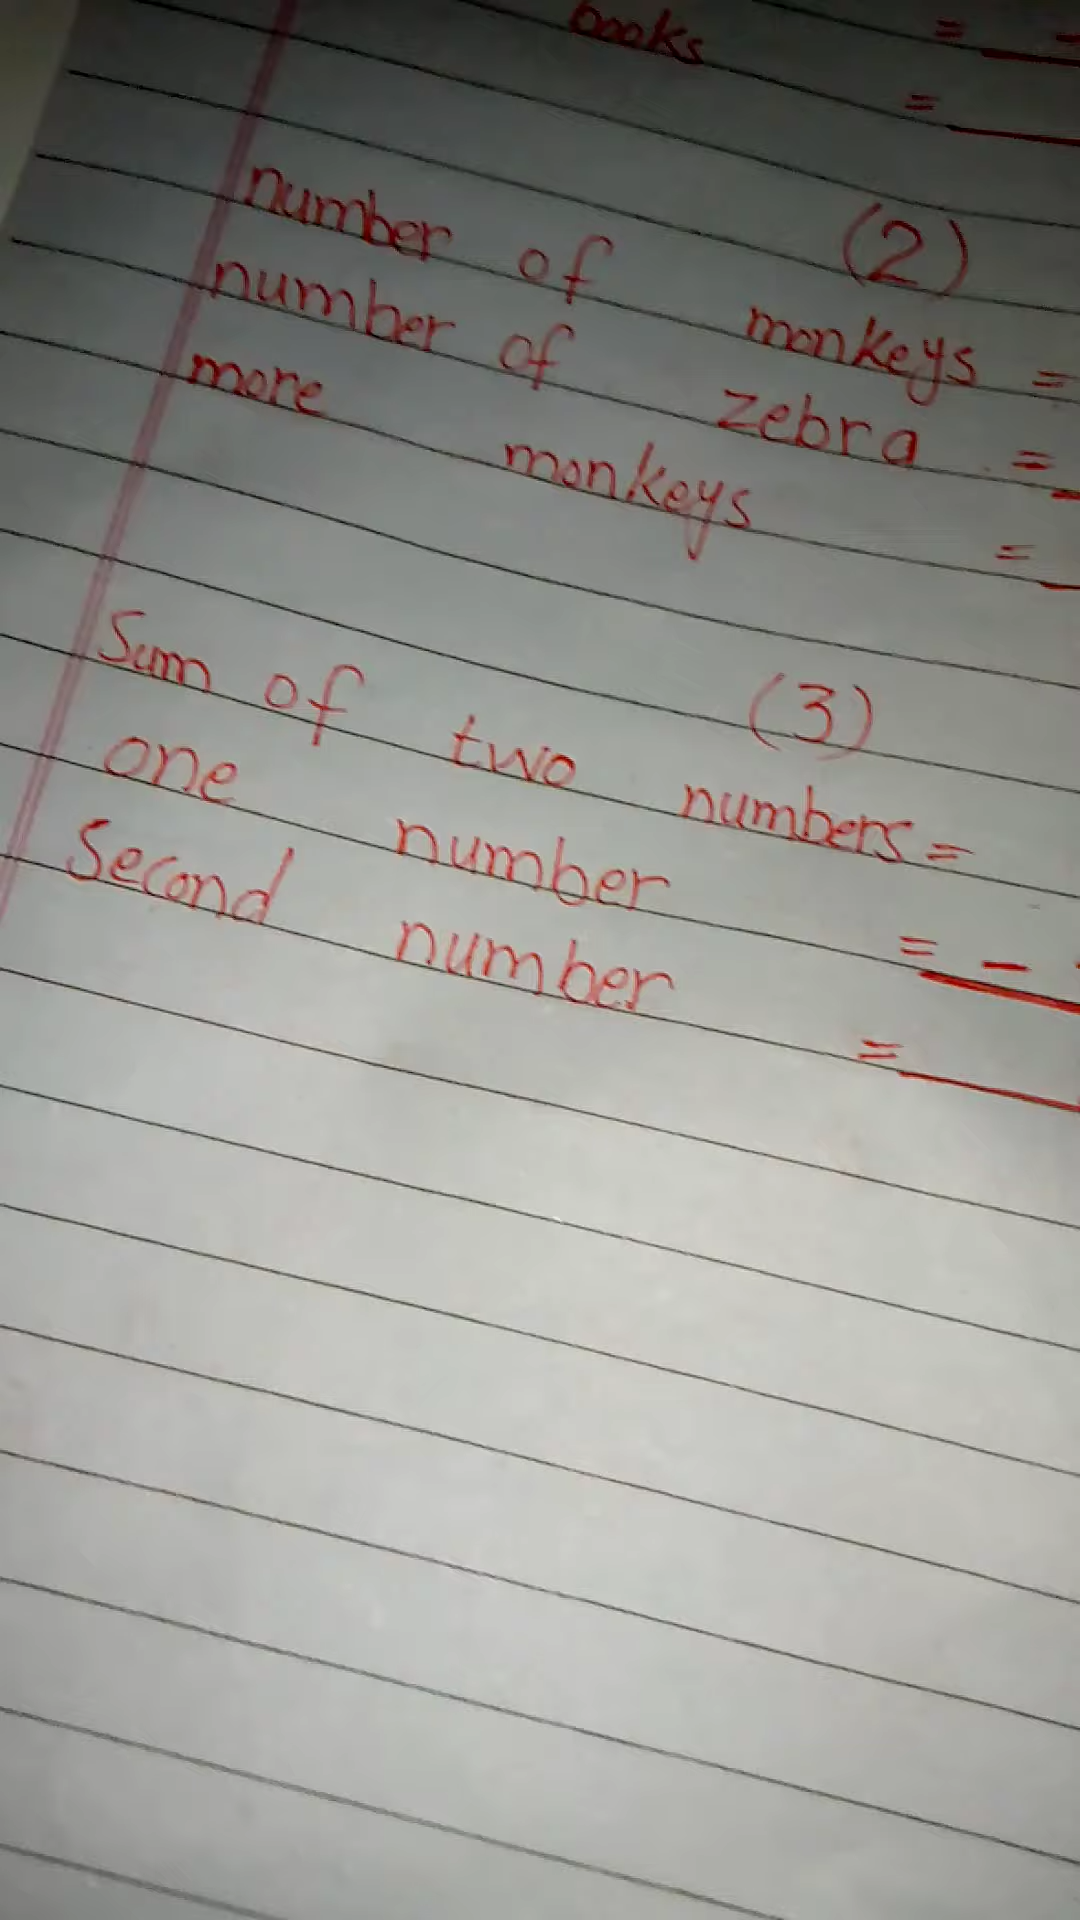 books = -
=
(2)
number of monkeys =
number of zebra =
more monkeys =
(3)
Sum of two numbers =
one number = -
Second number =